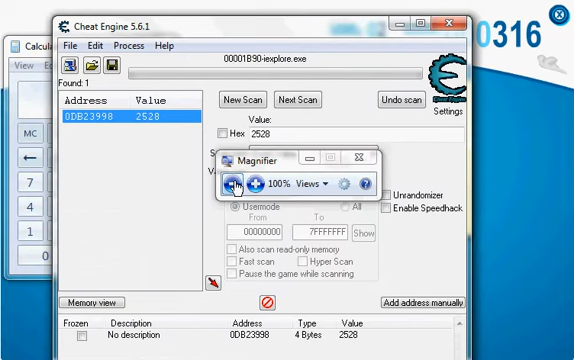 Calcula
View
MC
7
4
1
0
Cheat Engine 5.6.1
File Edit Process Help
00001B90-iexplore.exe
Found: 1
Address Value
0DB23998 2528
New Scan Next Scan Undo scan
Settings
Value:
Hex 2528
Magnifier
100% Views
Unrandomizer
Enable Speedhack
Usermode All
From To
00000000 7FFFFFFF Show
Also scan read-only memory
Fast scan Hyper Scan
Pause the game while scanning
Memory view Add address manually
Frozen Description Address Type Value
No description 0DB23998 4 Bytes 2528
0316